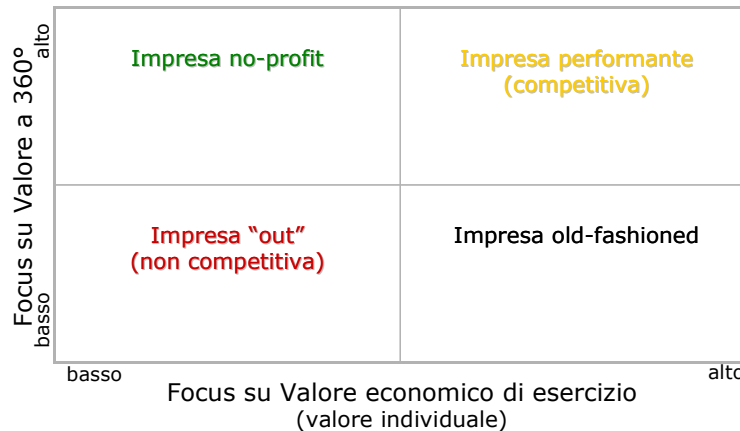 alto
Focus su Valore a 360°
basso
Impresa no-profit
Impresa performante
(competitiva)
Impresa “out”
(non competitiva)
Impresa old-fashioned
basso
alto
Focus su Valore economico di esercizio
(valore individuale)